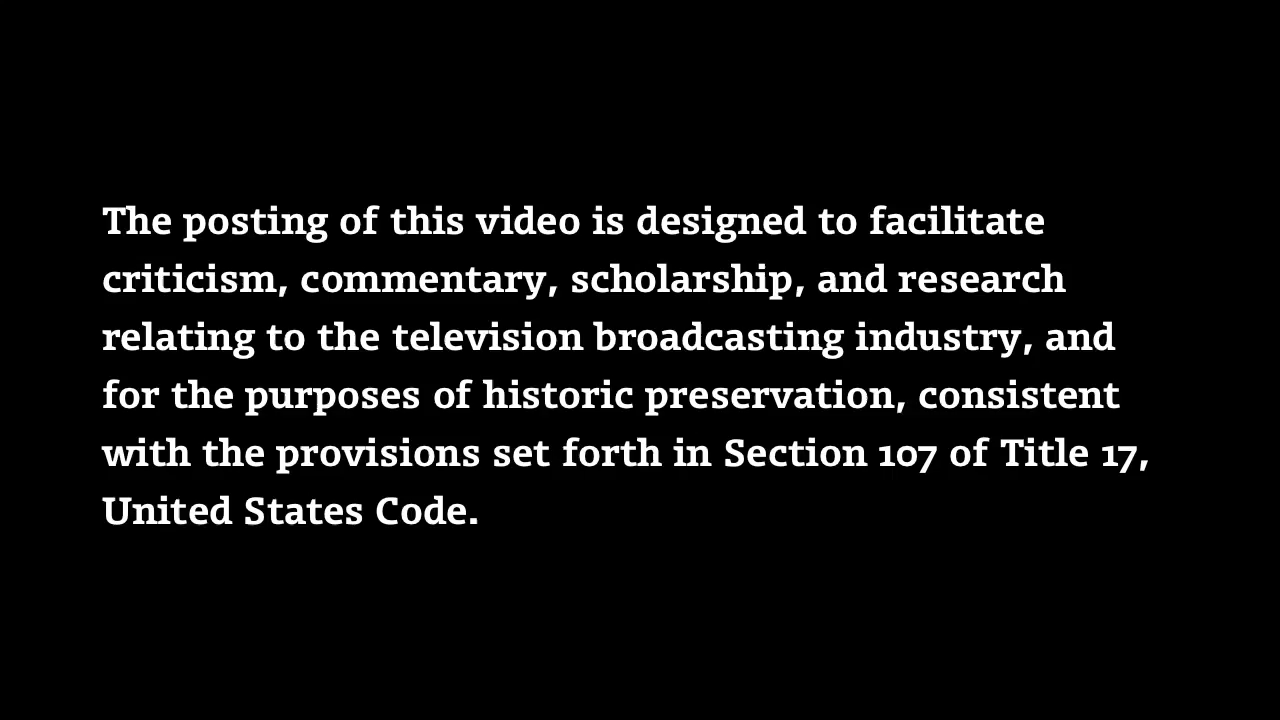 The posting of this video is designed to facilitate
criticism, commentary, scholarship, and research
relating to the television broadcasting industry, and
for the purposes of historic preservation, consistent
with the provisions set forth in Section 107 of Title 17,
United States Code.